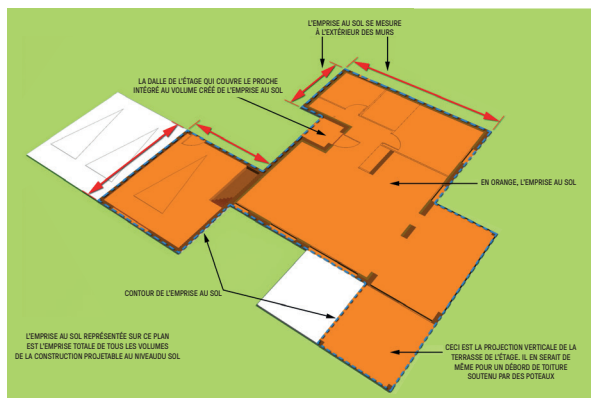 L'EMPRISE AU SOL SE MESURE
À L'EXTÉRIEUR DES MURS
LA DALLE DE L'ÉTAGE QUI COUVRE LE PROCHE
INTÉGRÉ AU VOLUME CRÉÉ DE L'EMPRISE AU SOL
EN ORANGE, L'EMPRISE AU SOL
CONTOUR DE L'EMPRISE AU SOL
L'EMPRISE AU SOL REPRÉSENTÉE SUR CE PLAN
EST L'EMPRISE TOTALE DE TOUS LES VOLUMES
DE LA CONSTRUCTION PROJETABLE AU NIVEAUDU SOL
CECI EST LA PROJECTION VERTICALE DE LA
TERRASSE DE L'ÉTAGE. IL EN SERAIT DE
MÊME POUR UN DÉBORD DE TOITURE
SOUTENU PAR DES POTEAUX